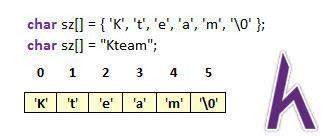 char sz[] = { 'K', 't', 'e', 'a', 'm', '\0' };
char sz[] = "Kteam";
0 1 2 3 4 5
'K' 't' 'e' 'a' 'm' '\0'